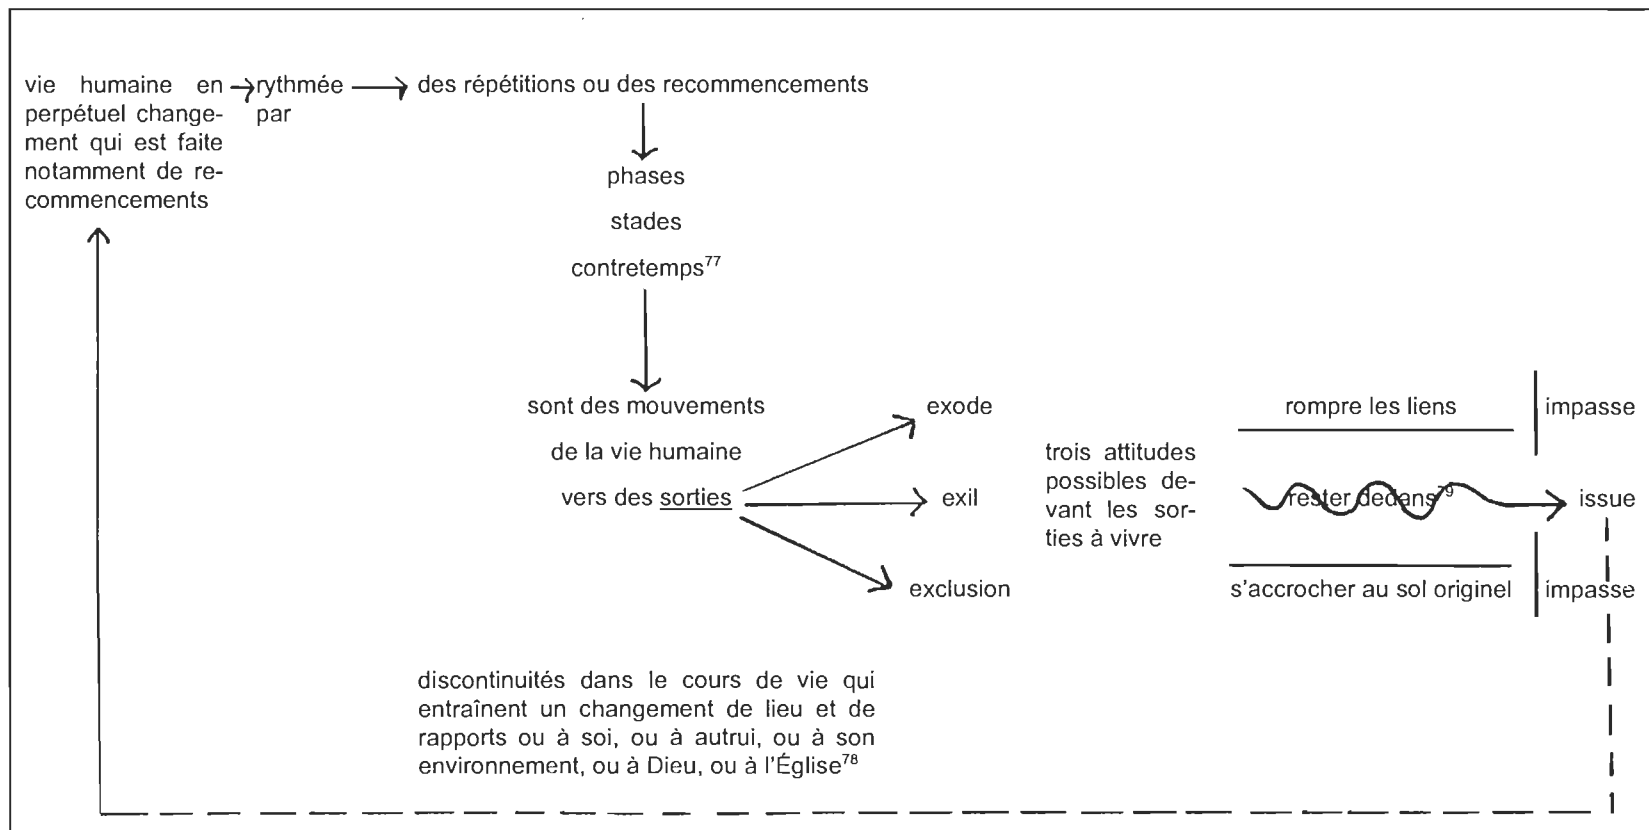 vie humaine en
perpétuel change-
ment qui est faite
notamment de re-
commencements
rythmée
par
des répétitions ou des recommencements
phases
stades
contretemps⁷⁷
sont des mouvements
de la vie humaine
vers des sorties
exode
exil
exclusion
trois attitudes
possibles de-
vant les sor-
ties à vivre
rompre les liens
impasse
rester dedans⁷⁹
issue
s'accrocher au sol originel
impasse
discontinuités dans le cours de vie qui
entraînent un changement de lieu et de
rapports ou à soi, ou à autrui, ou à son
environnement, ou à Dieu, ou à l'Église⁷⁸